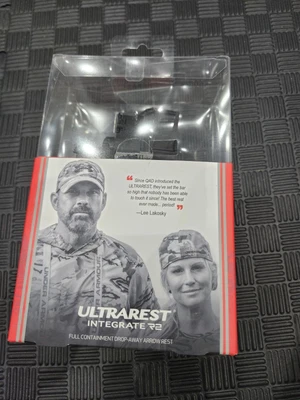 "Since QAD introduced the
ULTRAREST, they've set the bar
so high that nobody has been able
to touch it since! The best rest
ever made... period!"
—Lee Lakosky
ULTRAREST
INTEGRATE R2
FULL CONTAINMENT DROP-AWAY ARROW REST